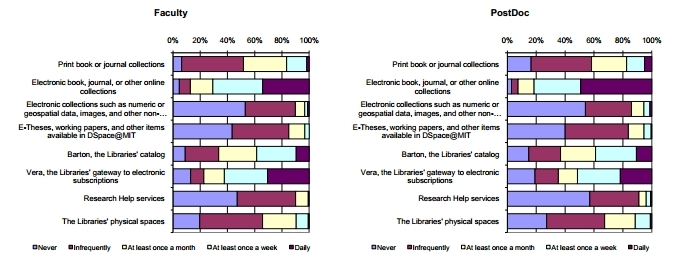 Faculty
0% 20% 40% 60% 80% 100%
Print book or journal collections
Electronic book, journal, or other online
collections
Electronic collections such as numeric or
geospatial data, images, and other non-...
E-Theses, working papers, and other items
available in DSpace@MIT
Barton, the Libraries' catalog
Vera, the Libraries' gateway to electronic
subscriptions
Research Help services
The Libraries' physical spaces
Never Infrequently At least once a month At least once a week Daily
PostDoc
0% 20% 40% 60% 80% 100%
Print book or journal collections
Electronic book, journal, or other online
collections
Electronic collections such as numeric or
geospatial data, images, and other non-...
E-Theses, working papers, and other items
available in DSpace@MIT
Barton, the Libraries' catalog
Vera, the Libraries' gateway to electronic
subscriptions
Research Help services
The Libraries' physical spaces
Never Infrequently At least once a month At least once a week Daily